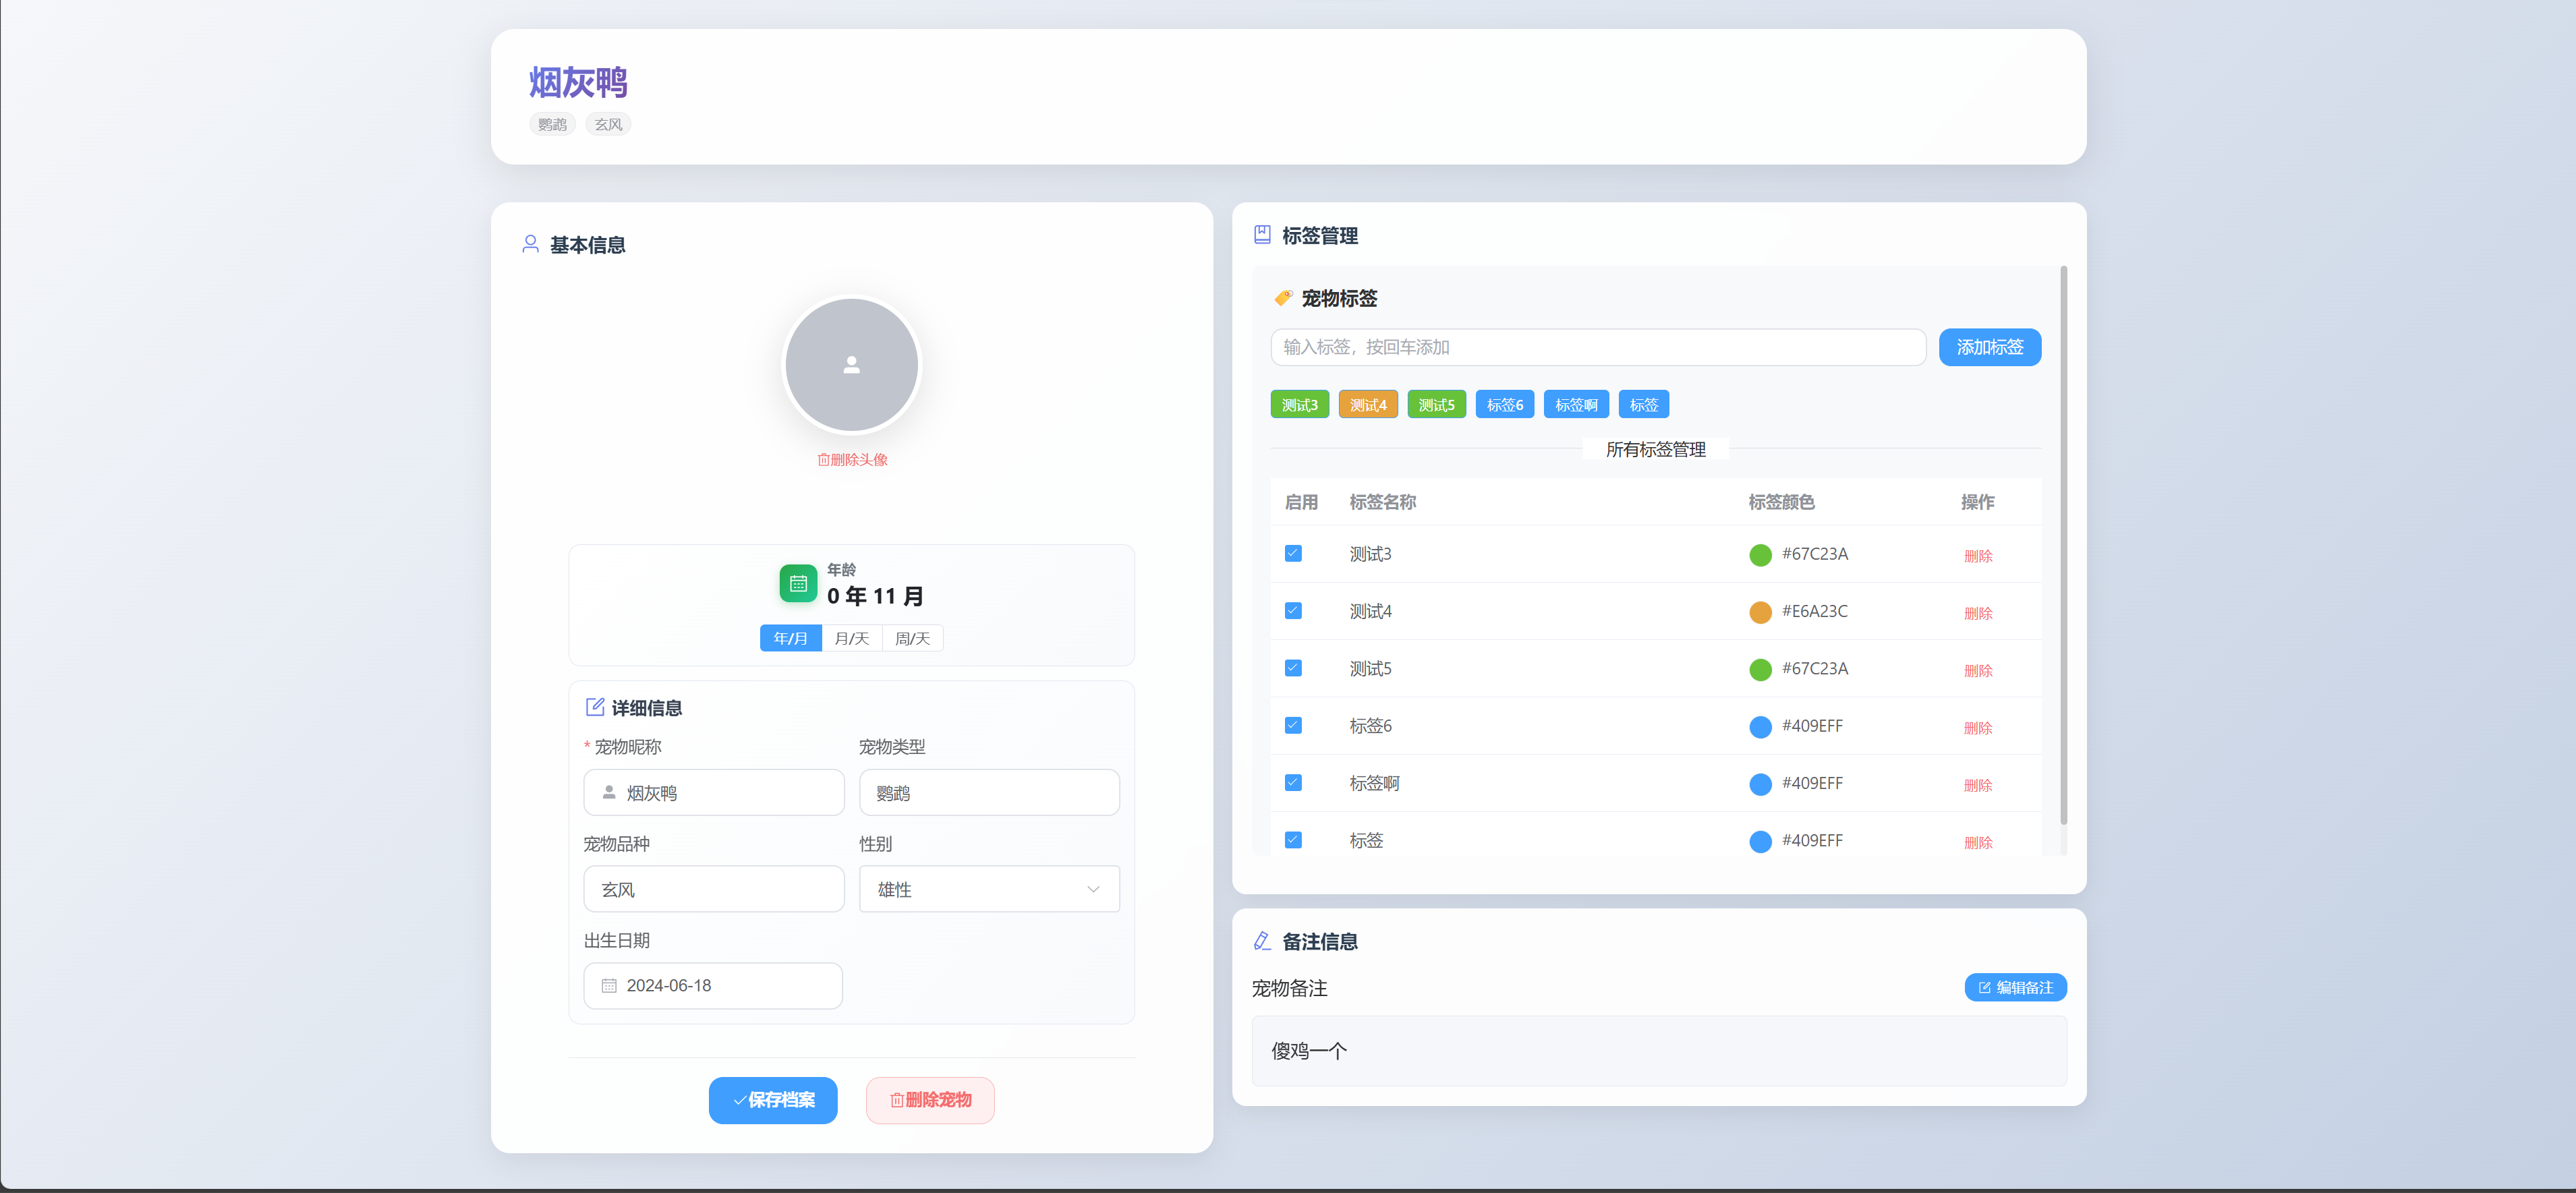 烟灰鸭
鹦鹉 玄风
基本信息
删除头像
年龄
0 年 11 月
年/月 月/天 周/天
详细信息
* 宠物昵称 宠物类型
烟灰鸭 鹦鹉
宠物品种 性别
玄风 雄性
出生日期
2024-06-18
保存档案 删除宠物
标签管理
宠物标签
输入标签，按回车添加 添加标签
测试3 测试4 测试5 标签6 标签啊 标签
所有标签管理
启用 标签名称 标签颜色 操作
测试3 #67C23A 删除
测试4 #E6A23C 删除
测试5 #67C23A 删除
标签6 #409EFF 删除
标签啊 #409EFF 删除
标签 #409EFF 删除
备注信息
宠物备注 编辑备注
傻鸡一个